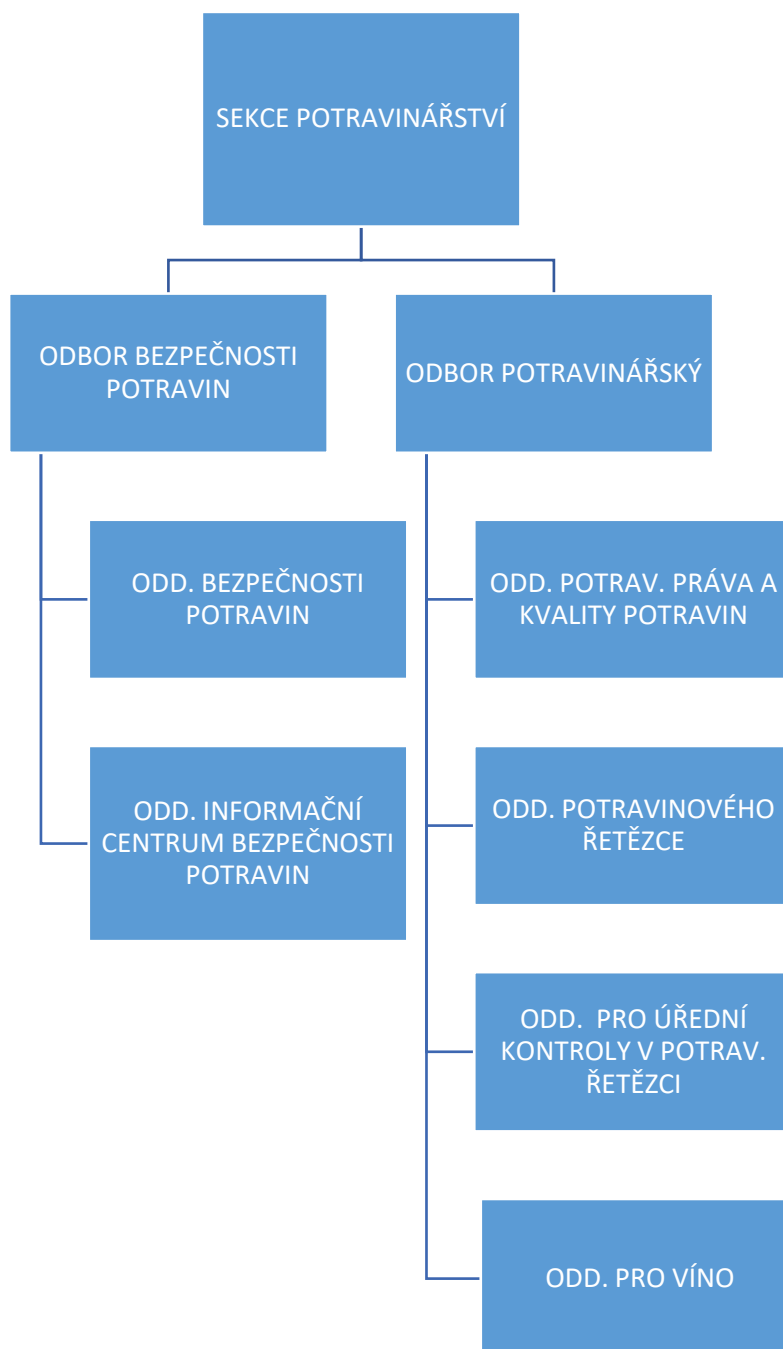 SEKCE POTRAVINÁŘSTVÍ
ODBOR BEZPEČNOSTI
POTRAVIN
ODBOR POTRAVINÁŘSKÝ
ODD. BEZPEČNOSTI
POTRAVIN
ODD. INFORMAČNÍ
CENTRUM BEZPEČNOSTI
POTRAVIN
ODD. POTRAV. PRÁVA A
KVALITY POTRAVIN
ODD. POTRAVINOVÉHO
ŘETĚZCE
ODD. PRO ÚŘEDNÍ
KONTROLY V POTRAV.
ŘETĚZCI
ODD. PRO VÍNO